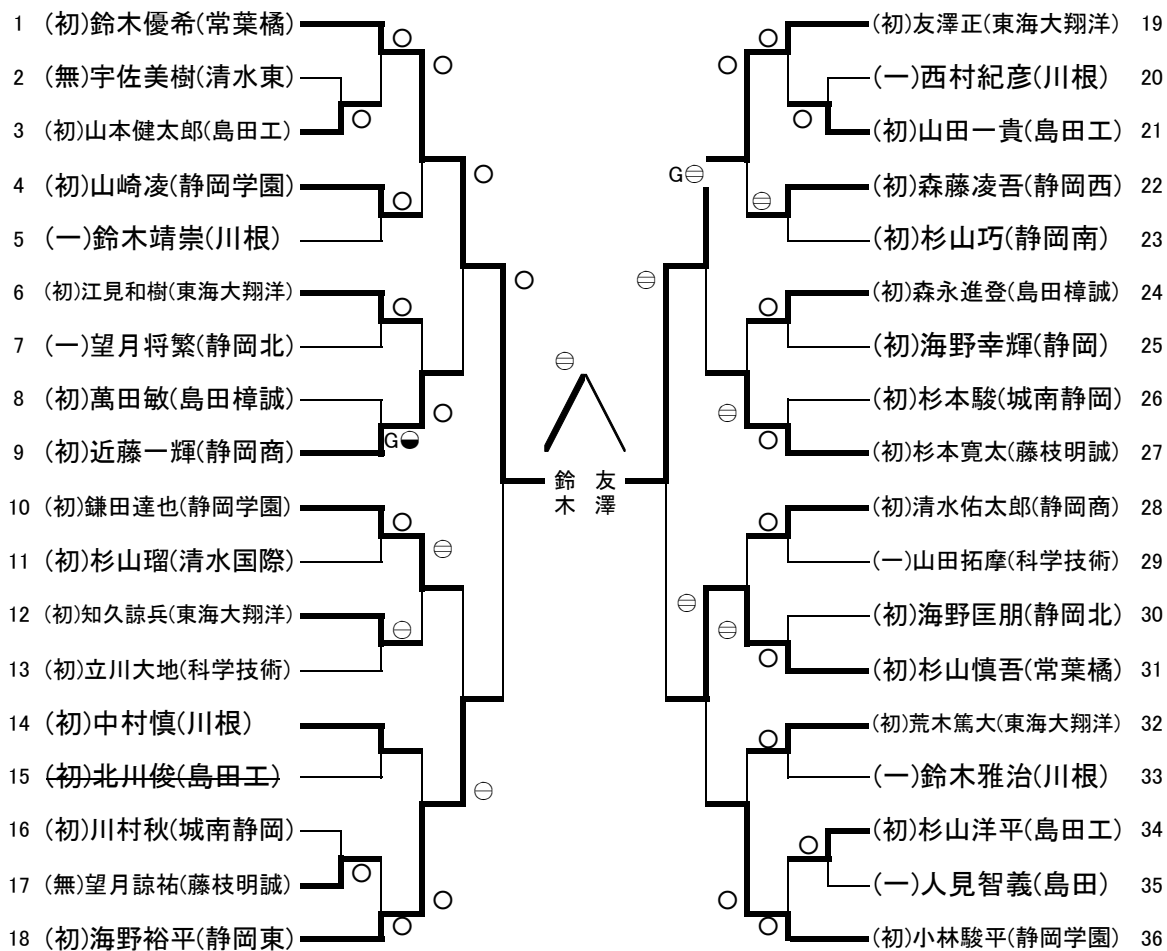 1 (初)鈴木優希(常葉橘)
2 (無)宇佐美樹(清水東)
3 (初)山本健太郎(島田工)
4 (初)山崎凌(静岡学園)
5 (一)鈴木靖崇(川根)
6 (初)江見和樹(東海大翔洋)
7 (一)望月将繁(静岡北)
8 (初)萬田敏(島田樟誠)
9 (初)近藤一輝(静岡商)
G
10 (初)鎌田達也(静岡学園)
11 (初)杉山瑠(清水国際)
12 (初)知久諒兵(東海大翔洋)
13 (初)立川大地(科学技術)
14 (初)中村慎(川根)
15 (初)北川俊(島田工)
16 (初)川村秋(城南静岡)
17 (無)望月諒祐(藤枝明誠)
18 (初)海野裕平(静岡東)
鈴木
友澤
(初)友澤正(東海大翔洋) 19
(一)西村紀彦(川根) 20
(初)山田一貴(島田工) 21
G
(初)森藤凌吾(静岡西) 22
(初)杉山巧(静岡南) 23
(初)森永進登(島田樟誠) 24
(初)海野幸輝(静岡) 25
(初)杉本駿(城南静岡) 26
(初)杉本寛太(藤枝明誠) 27
(初)清水佑太郎(静岡商) 28
(一)山田拓摩(科学技術) 29
(初)海野匡朋(静岡北) 30
(初)杉山慎吾(常葉橘) 31
(初)荒木篤大(東海大翔洋) 32
(一)鈴木雅治(川根) 33
(初)杉山洋平(島田工) 34
(一)人見智義(島田) 35
(初)小林駿平(静岡学園) 36